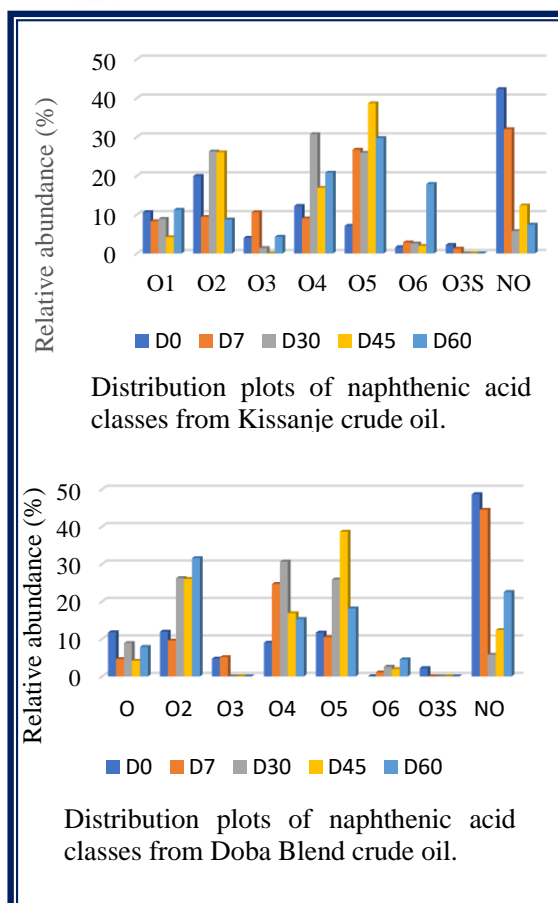 50
40
30
20
10
0
Relative abundance (%)
O1 O2 O3 O4 O5 O6 O3S NO
D0 D7 D30 D45 D60
Distribution plots of naphthenic acid
classes from Kissanje crude oil.
50
40
30
20
10
0
Relative abundance (%)
O O2 O3 O4 O5 O6 O3S NO
D0 D7 D30 D45 D60
Distribution plots of naphthenic acid
classes from Doba Blend crude oil.